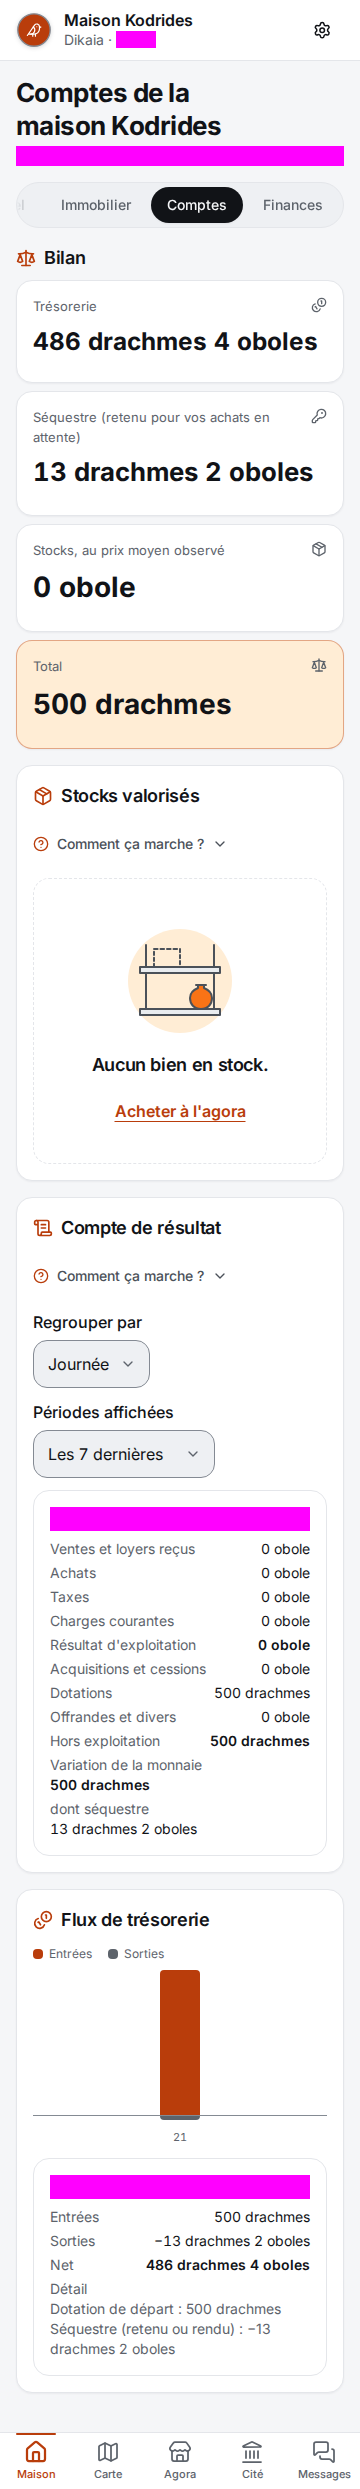 Maison Kodrides
Dikaia ·
Comptes de la
maison Kodrides
Immobilier
Comptes
Finances
Bilan
Trésorerie
486 drachmes 4 oboles
Séquestre (retenu pour vos achats en
attente)
13 drachmes 2 oboles
Stocks, au prix moyen observé
0 obole
Total
500 drachmes
Stocks valorisés
Comment ça marche ?
Aucun bien en stock.
Acheter à l'agora
Compte de résultat
Comment ça marche ?
Regrouper par
Journée
Périodes affichées
Les 7 dernières
Ventes et loyers reçus 0 obole
Achats 0 obole
Taxes 0 obole
Charges courantes 0 obole
Résultat d'exploitation 0 obole
Acquisitions et cessions 0 obole
Dotations 500 drachmes
Offrandes et divers 0 obole
Hors exploitation 500 drachmes
Variation de la monnaie
500 drachmes
dont séquestre
13 drachmes 2 oboles
Flux de trésorerie
Entrées Sorties
21
Entrées 500 drachmes
Sorties −13 drachmes 2 oboles
Net 486 drachmes 4 oboles
Détail
Dotation de départ : 500 drachmes
Séquestre (retenu ou rendu) : −13
drachmes 2 oboles
Maison
Carte
Agora
Cité
Messages